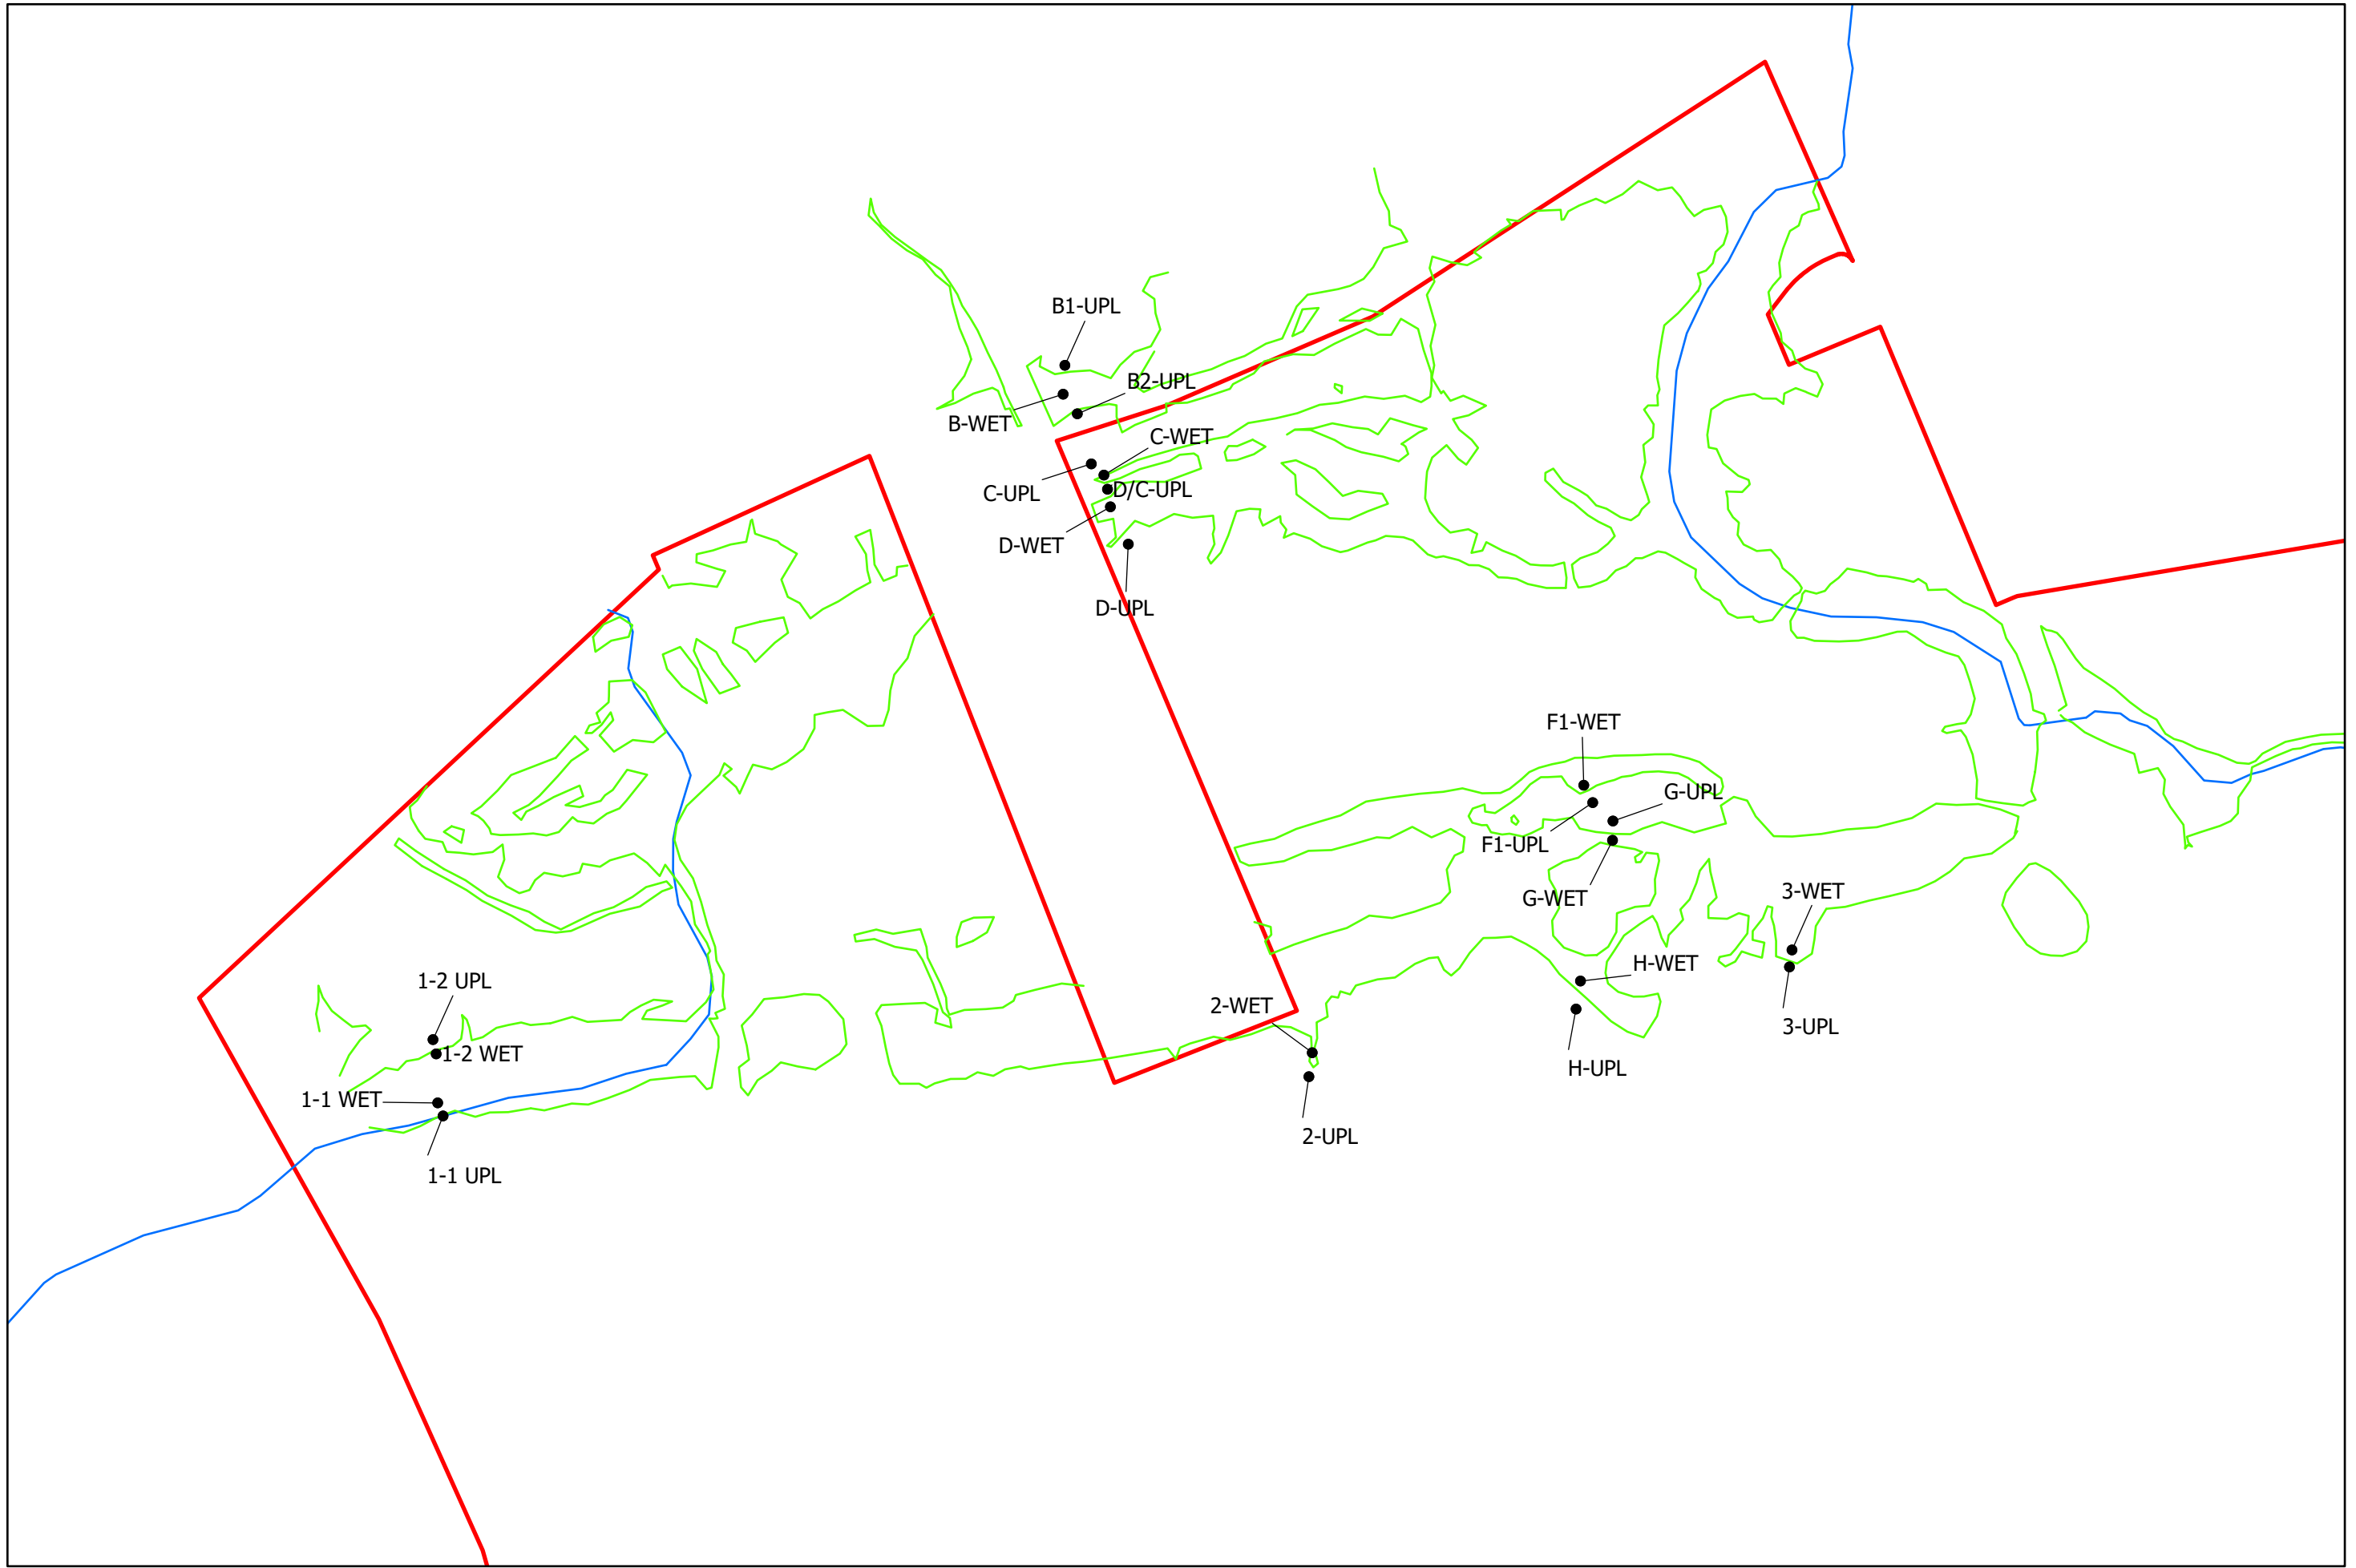 B1-UPL
B2-UPL
B-WET
C-WET
C-UPL
D/C-UPL
D-WET
D-UPL
F1-WET
G-UPL
F1-UPL
G-WET
3-WET
H-WET
1-2 UPL
2-WET
3-UPL
1-2 WET
H-UPL
1-1 WET
2-UPL
1-1 UPL